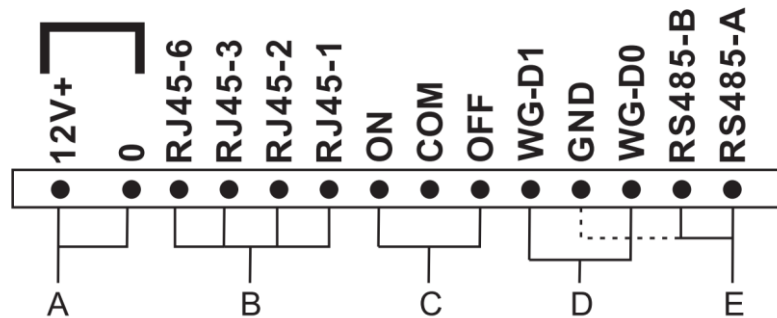 12V+
0
RJ45-6
RJ45-3
RJ45-2
RJ45-1
ON
COM
OFF
WG-D1
GND
WG-D0
RS485-B
RS485-A
A
B
C
D
E